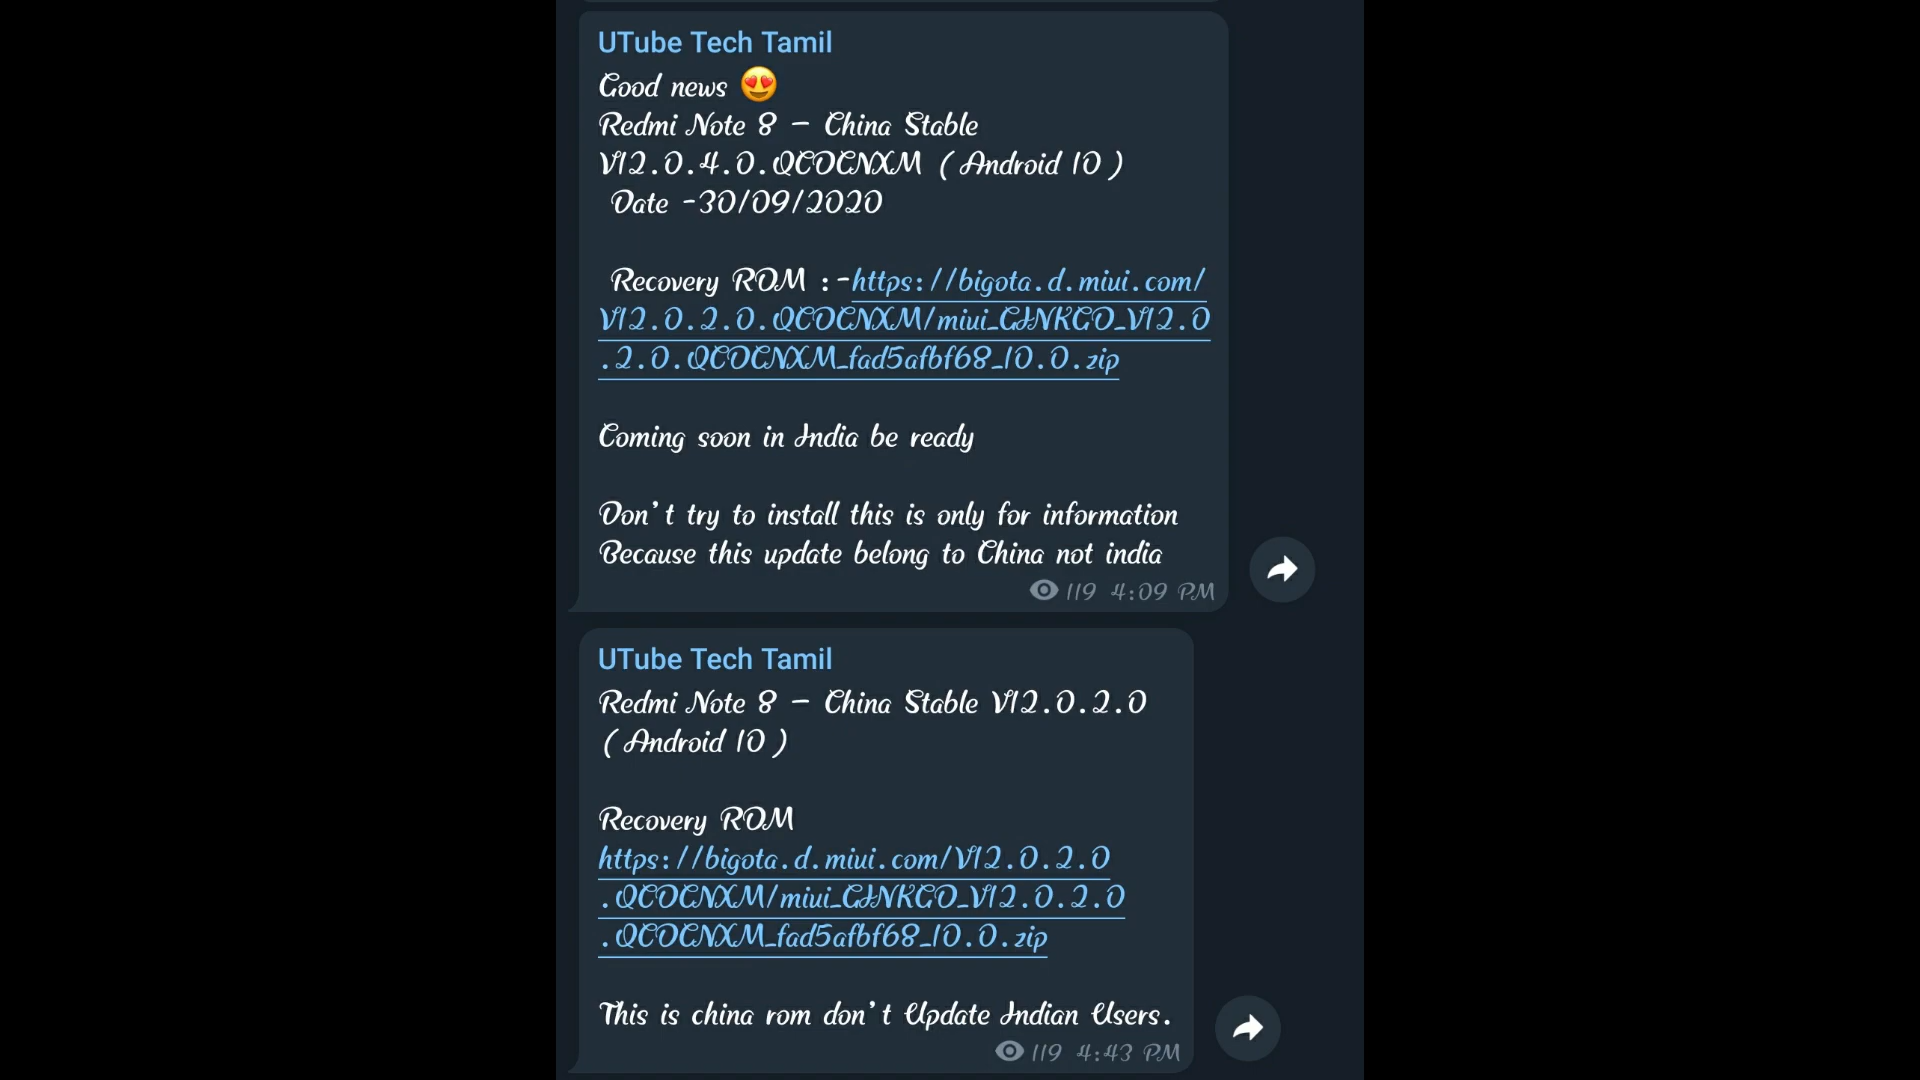 UTube Tech Tamil
Good news 😍
Redmi Note 8 – China Stable
V12.0.4.0.QCOCNXM (Android 10)
Date -30/09/2020
Recovery ROM :-https://bigota.d.miui.com/
V12.0.2.0.QCOCNXM/miui_GINKGO_V12.0
.2.0.QCOCNXM_fad5afbf68_10.0.zip
Coming soon in India be ready
Don't try to install this is only for information
Because this update belong to China not india
119 4:09 PM
UTube Tech Tamil
Redmi Note 8 – China Stable V12.0.2.0
(Android 10)
Recovery ROM
https://bigota.d.miui.com/V12.0.2.0
.QCOCNXM/miui_GINKGO_V12.0.2.0
.QCOCNXM_fad5afbf68_10.0.zip
This is china rom don't Update Indian Users.
119 4:43 PM